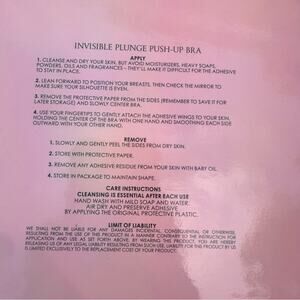 INVISIBLE PLUNGE PUSH-UP BRA
APPLY
1. CLEANSE AND DRY YOUR SKIN, BUT AVOID MOISTURIZERS, HEAVY SOAPS,
POWDERS, OILS AND FRAGRANCES - THEY'LL MAKE IT DIFFICULT FOR THE ADHESIVE
TO STAY IN PLACE.
2. LEAN FORWARD TO POSITION YOUR BREASTS, THEN CHECK THE MIRROR TO
MAKE SURE YOUR SILHOUETTE IS EVEN.
3. REMOVE THE PROTECTIVE PAPER FROM THE SIDES (REMEMBER TO SAVE IT FOR
LATER STORAGE) AND SLOWLY CENTER BRA.
4. USE YOUR FINGERTIPS TO GENTLY ATTACH THE ADHESIVE WINGS TO YOUR SKIN,
HOLDING THE CENTER OF THE BRA WITH ONE HAND AND SMOOTHING EACH SIDE
OUTWARD WITH YOUR OTHER HAND.
REMOVE
1. SLOWLY AND GENTLY PEEL THE SIDES FROM DRY SKIN.
2. STORE WITH PROTECTIVE PAPER.
3. REMOVE ANY ADHESIVE RESIDUE FROM YOUR SKIN WITH BABY OIL.
4. STORE IN PACKAGE TO MAINTAIN SHAPE.
CARE INSTRUCTIONS
CLEANSING IS ESSENTIAL AFTER EACH USE
HAND WASH WITH MILD SOAP AND WATER
AIR DRY AND PRESERVE ADHESIVE
BY APPLYING THE ORIGINAL PROTECTIVE PLASTIC.
LIMIT OF LIABILITY
WE SHALL NOT BE LIABLE FOR ANY DAMAGES INCIDENTAL, CONSEQUENTIAL OR OTHERWISE,
RESULTING FROM THE USE OF THIS PRODUCT IN A MANNER CONTRARY TO THE INSTRUCTION FOR
APPLICATION AND USE AS SET FORTH ABOVE. BY WEARING THIS PRODUCT, YOU ARE HEREBY
RELEASING US OF ANY LEGAL LIABILITY RESULTING FROM SUCH USE. LIABILITY FOR THIS PRODUCT BY US
IS LIMITED EXCLUSIVELY TO THE REPLACEMENT COST OF YOUR PRODUCT.